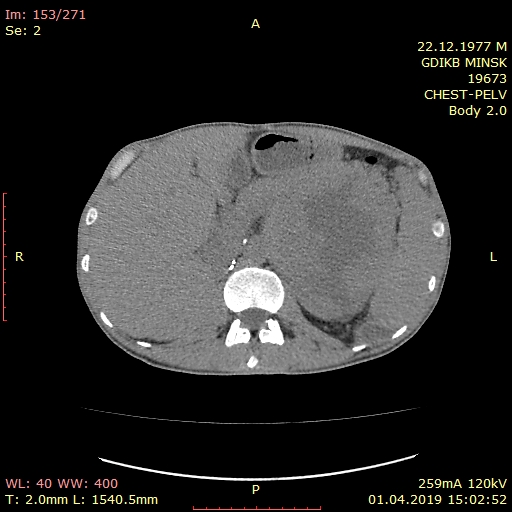 Im: 153/271
Se: 2
A
22.12.1977 M
GDIKB MINSK
19673
CHEST-PELV
Body 2.0
R
L
WL: 40 WW: 400
T: 2.0mm L: 1540.5mm
P
259mA 120kV
01.04.2019 15:02:52